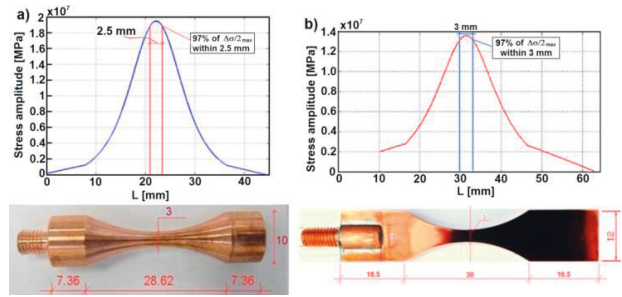 a)
x10⁷
2.0
1.8
1.6
1.4
1.2
1.0
0.8
0.6
0.4
0.2
0
Stress amplitude [MPa]
2.5 mm
97% of Δσ/2max
within 2.5 mm
0
10
20
30
40
L [mm]
3
10
7.36
28.62
7.36
b)
x10⁷
1.4
1.2
1.0
0.8
0.6
0.4
0.2
0
Stress amplitude [MPa]
3 mm
97% of Δσ/2max
within 3 mm
0
10
20
30
40
50
60
L [mm]
12
16.5
30
16.5